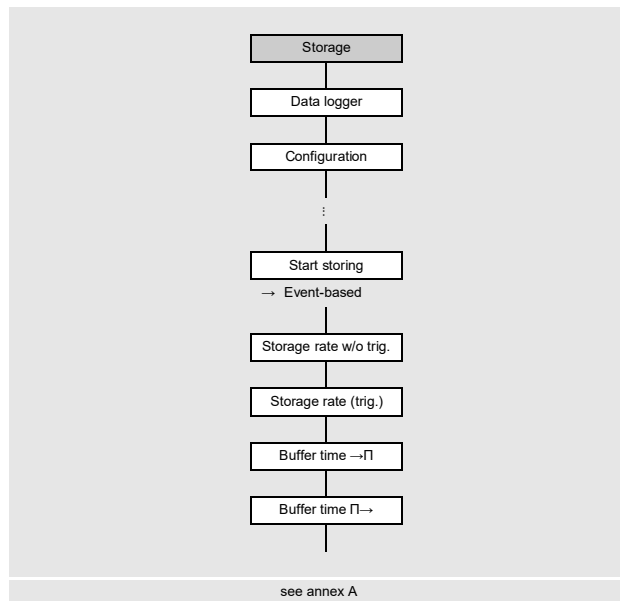 Storage
Data logger
Configuration
⋮
Start storing
→ Event-based
Storage rate w/o trig.
Storage rate (trig.)
Buffer time →Π
Buffer time Π→
see annex A